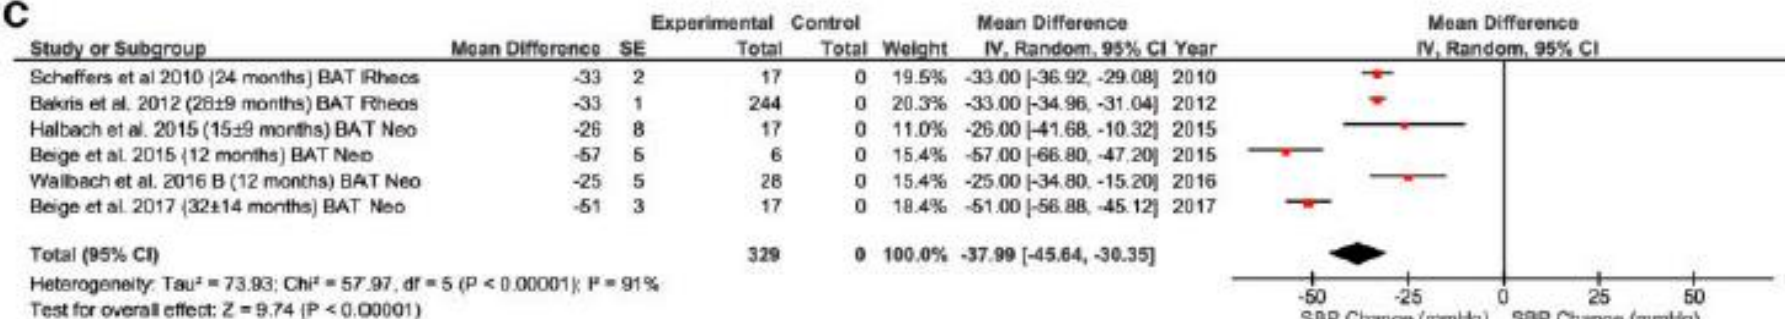 C
Experimental Control Mean Difference Mean Difference
Study or Subgroup Mean Difference SE Total Total Weight IV, Random, 95% CI Year IV, Random, 95% CI
Scheffers et al 2010 (24 months) BAT Rheos -33 2 17 0 19.5% -33.00 [-36.92, -29.08] 2010
Bakris et al. 2012 (28±9 months) BAT Rheos -33 1 244 0 20.3% -33.00 [-34.96, -31.04] 2012
Halbach et al. 2015 (15±9 months) BAT Neo -26 8 17 0 11.0% -26.00 [-41.68, -10.32] 2015
Beige et al. 2015 (12 months) BAT Neo -57 5 6 0 15.4% -57.00 [-66.80, -47.20] 2015
Wallbach et al. 2016 B (12 months) BAT Neo -25 5 28 0 15.4% -25.00 [-34.80, -15.20] 2016
Beige et al. 2017 (32±14 months) BAT Neo -51 3 17 0 18.4% -51.00 [-56.88, -45.12] 2017
Total (95% CI) 329 0 100.0% -37.99 [-45.64, -30.35]
Heterogeneity: Tau² = 73.93; Chi² = 57.97, df = 5 (P < 0.00001); I² = 91%
Test for overall effect: Z = 9.74 (P < 0.00001)
-50 -25 0 25 50
SBP Change (mmHg) SBP Change (mmHg)